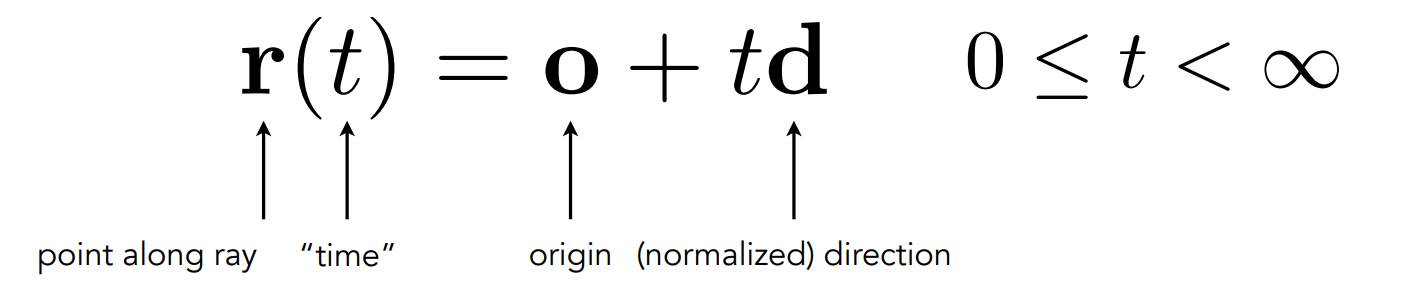 r(t) = o + td   0 ≤ t < ∞
point along ray   “time”   origin   (normalized) direction